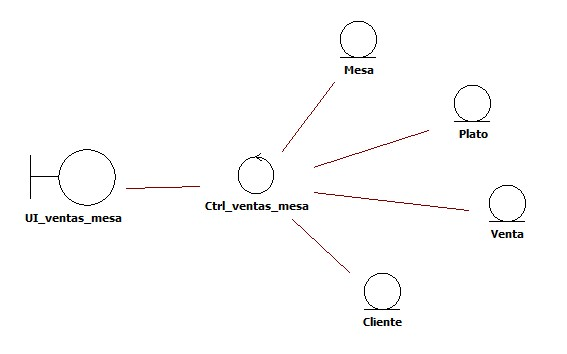 Mesa
Plato
UI_ventas_mesa
Ctrl_ventas_mesa
Venta
Cliente